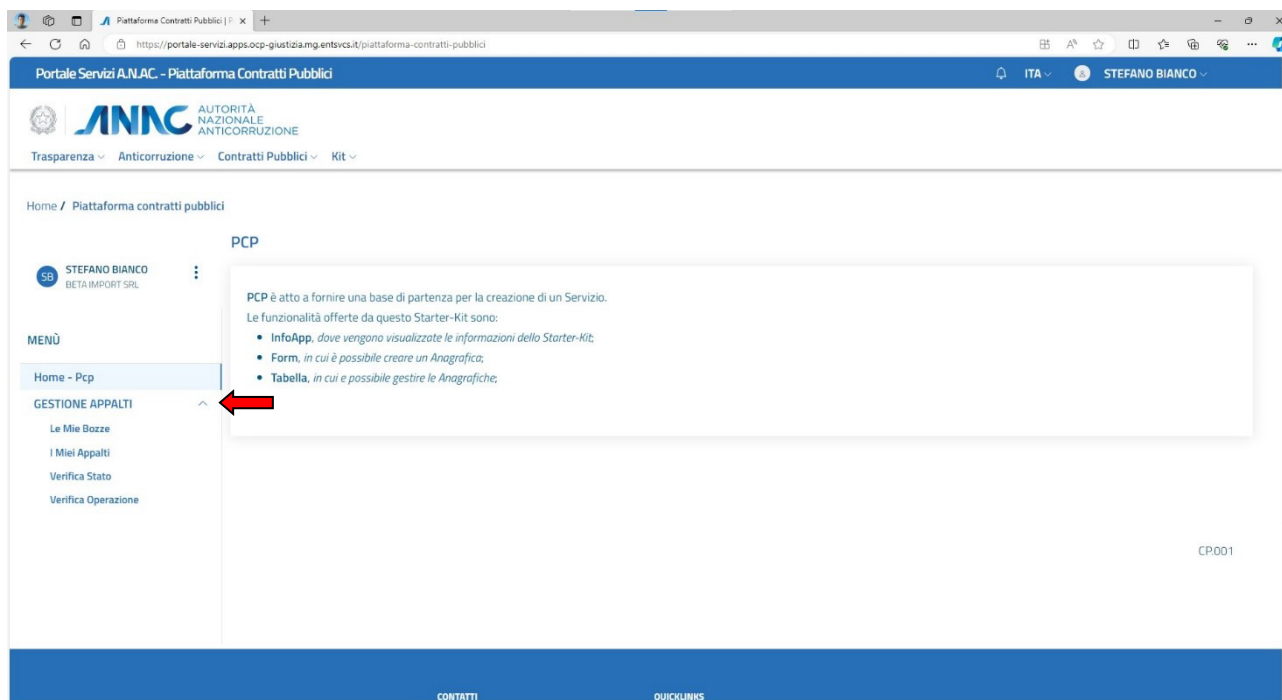 Piattaforma Contratti Pubblici | P
https://portale-servizi.apps.ocp-giustizia.mg.entsvcs.it/piattaforma-contratti-pubblici
Portale Servizi A.N.AC. - Piattaforma Contratti Pubblici
ITA
STEFANO BIANCO
ANAC
AUTORITÀ
NAZIONALE
ANTICORRUZIONE
Trasparenza Anticorruzione Contratti Pubblici Kit
Home / Piattaforma contratti pubblici
SB
STEFANO BIANCO
BETA IMPORT SRL
MENÙ
Home - Pcp
GESTIONE APPALTI
Le Mie Bozze
I Miei Appalti
Verifica Stato
Verifica Operazione
PCP
PCP è atto a fornire una base di partenza per la creazione di un Servizio.
Le funzionalità offerte da questo Starter-Kit sono:
• InfoApp, dove vengono visualizzate le informazioni dello Starter-Kit;
• Form, in cui è possibile creare un Anagrafica;
• Tabella, in cui e possibile gestire le Anagrafiche;
CP.001
CONTATTI
QUICKLINKS